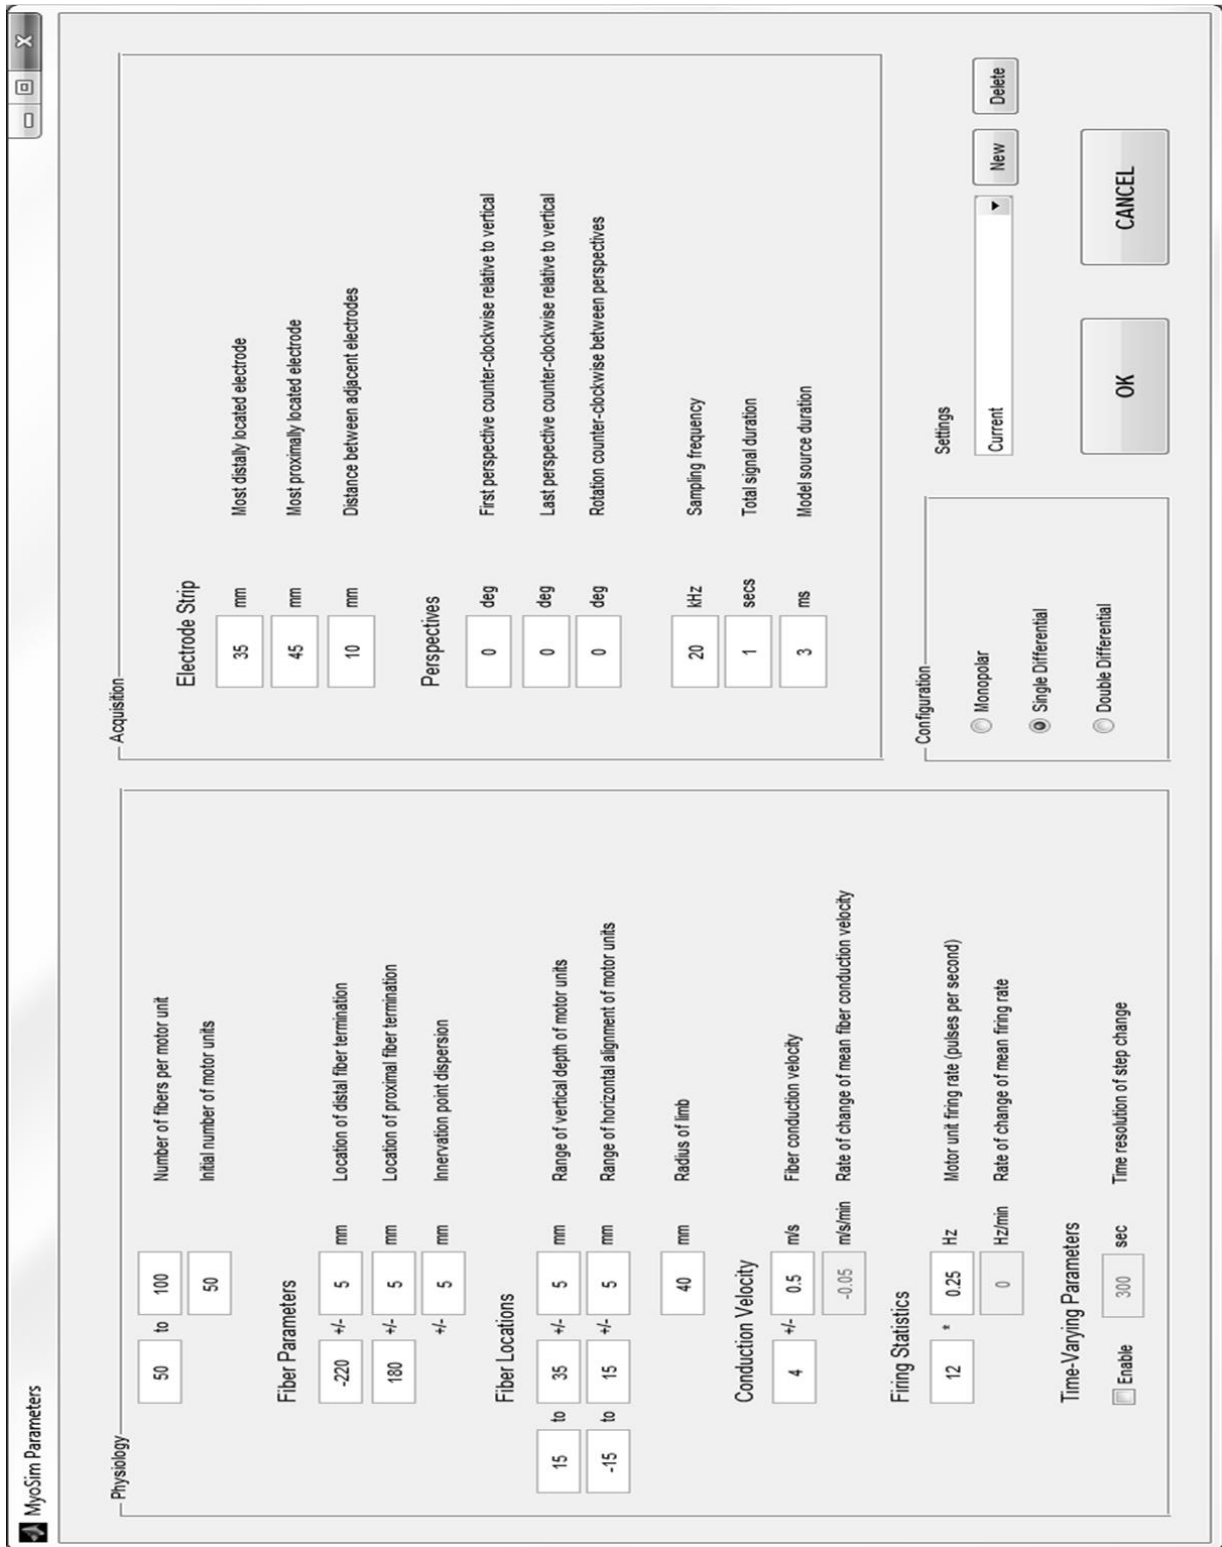 MyoSim Parameters
Physiology
50 to 100 Number of fibers per motor unit
50 Initial number of motor units
Fiber Parameters
-220 +/- 5 mm Location of distal fiber termination
180 +/- 5 mm Location of proximal fiber termination
+/- 5 mm Innervation point dispersion
Fiber Locations
15 to 35 +/- 5 mm Range of vertical depth of motor units
-15 to 15 +/- 5 mm Range of horizontal alignment of motor units
40 mm Radius of limb
Conduction Velocity
4 +/- 0.5 m/s Fiber conduction velocity
-0.05 m/s/min Rate of change of mean fiber conduction velocity
Firing Statistics
12 * 0.25 Hz Motor unit firing rate (pulses per second)
0 Hz/min Rate of change of mean firing rate
Time-Varying Parameters
Enable 300 sec Time resolution of step change
Acquisition
Electrode Strip
35 mm Most distally located electrode
45 mm Most proximally located electrode
10 mm Distance between adjacent electrodes
Perspectives
0 deg First perspective counter-clockwise relative to vertical
0 deg Last perspective counter-clockwise relative to vertical
0 deg Rotation counter-clockwise between perspectives
20 kHz Sampling frequency
1 secs Total signal duration
3 ms Model source duration
Configuration
Monopolar
Single Differential
Double Differential
Settings
Current New Delete
OK CANCEL